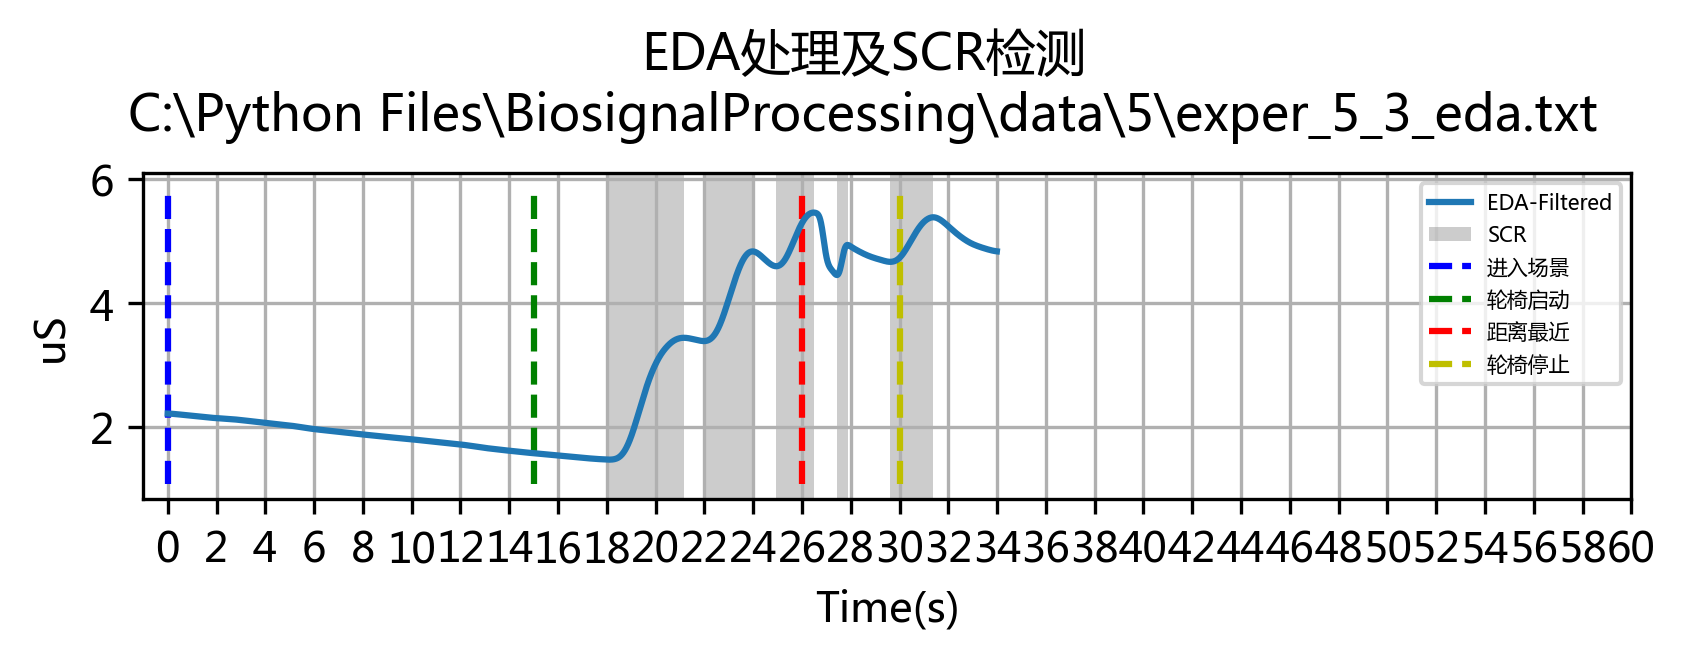 EDA处理及SCR检测
C:\Python Files\BiosignalProcessing\data\5\exper_5_3_eda.txt
6
4
2
uS
EDA-Filtered
SCR
进入场景
轮椅启动
距离最近
轮椅停止
0 2 4 6 8 10 12 14 16 18 20 22 24 26 28 30 32 34 36 38 40 42 44 46 48 50 52 54 56 58 60
Time(s)